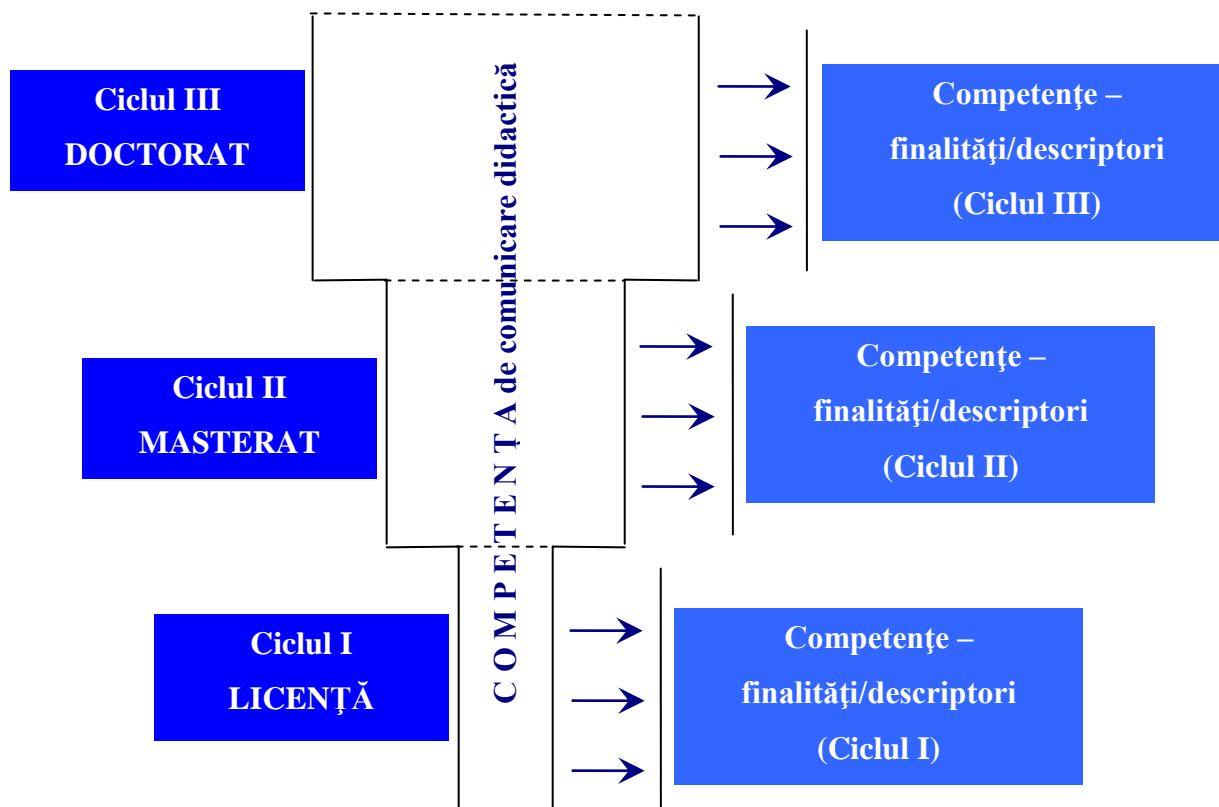 Ciclul III
DOCTORAT
Competenţe –
finalităţi/descriptori
(Ciclul III)
Ciclul II
MASTERAT
Competenţe –
finalităţi/descriptori
(Ciclul II)
Ciclul I
LICENŢĂ
Competenţe –
finalităţi/descriptori
(Ciclul I)
C O M P E T E N Ț A de comunicare didactică